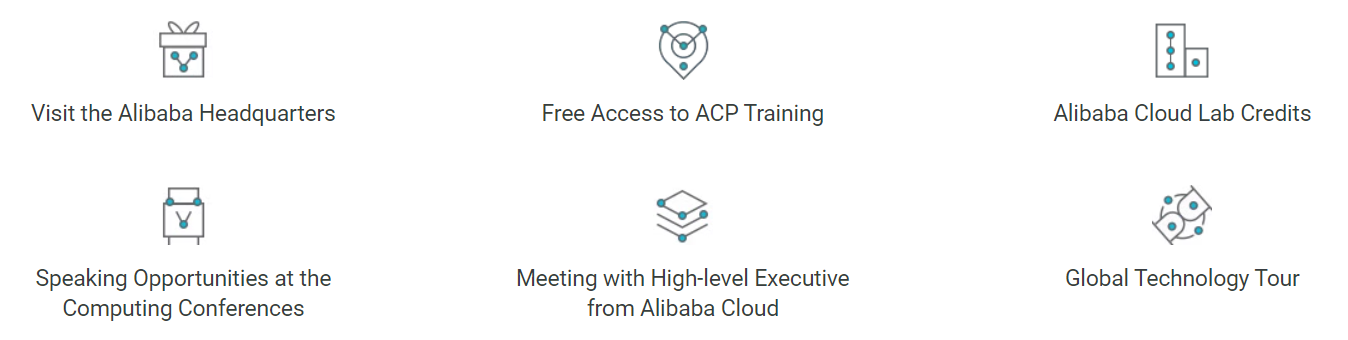 Visit the Alibaba Headquarters
Free Access to ACP Training
Alibaba Cloud Lab Credits
Speaking Opportunities at the
Computing Conferences
Meeting with High-level Executive
from Alibaba Cloud
Global Technology Tour